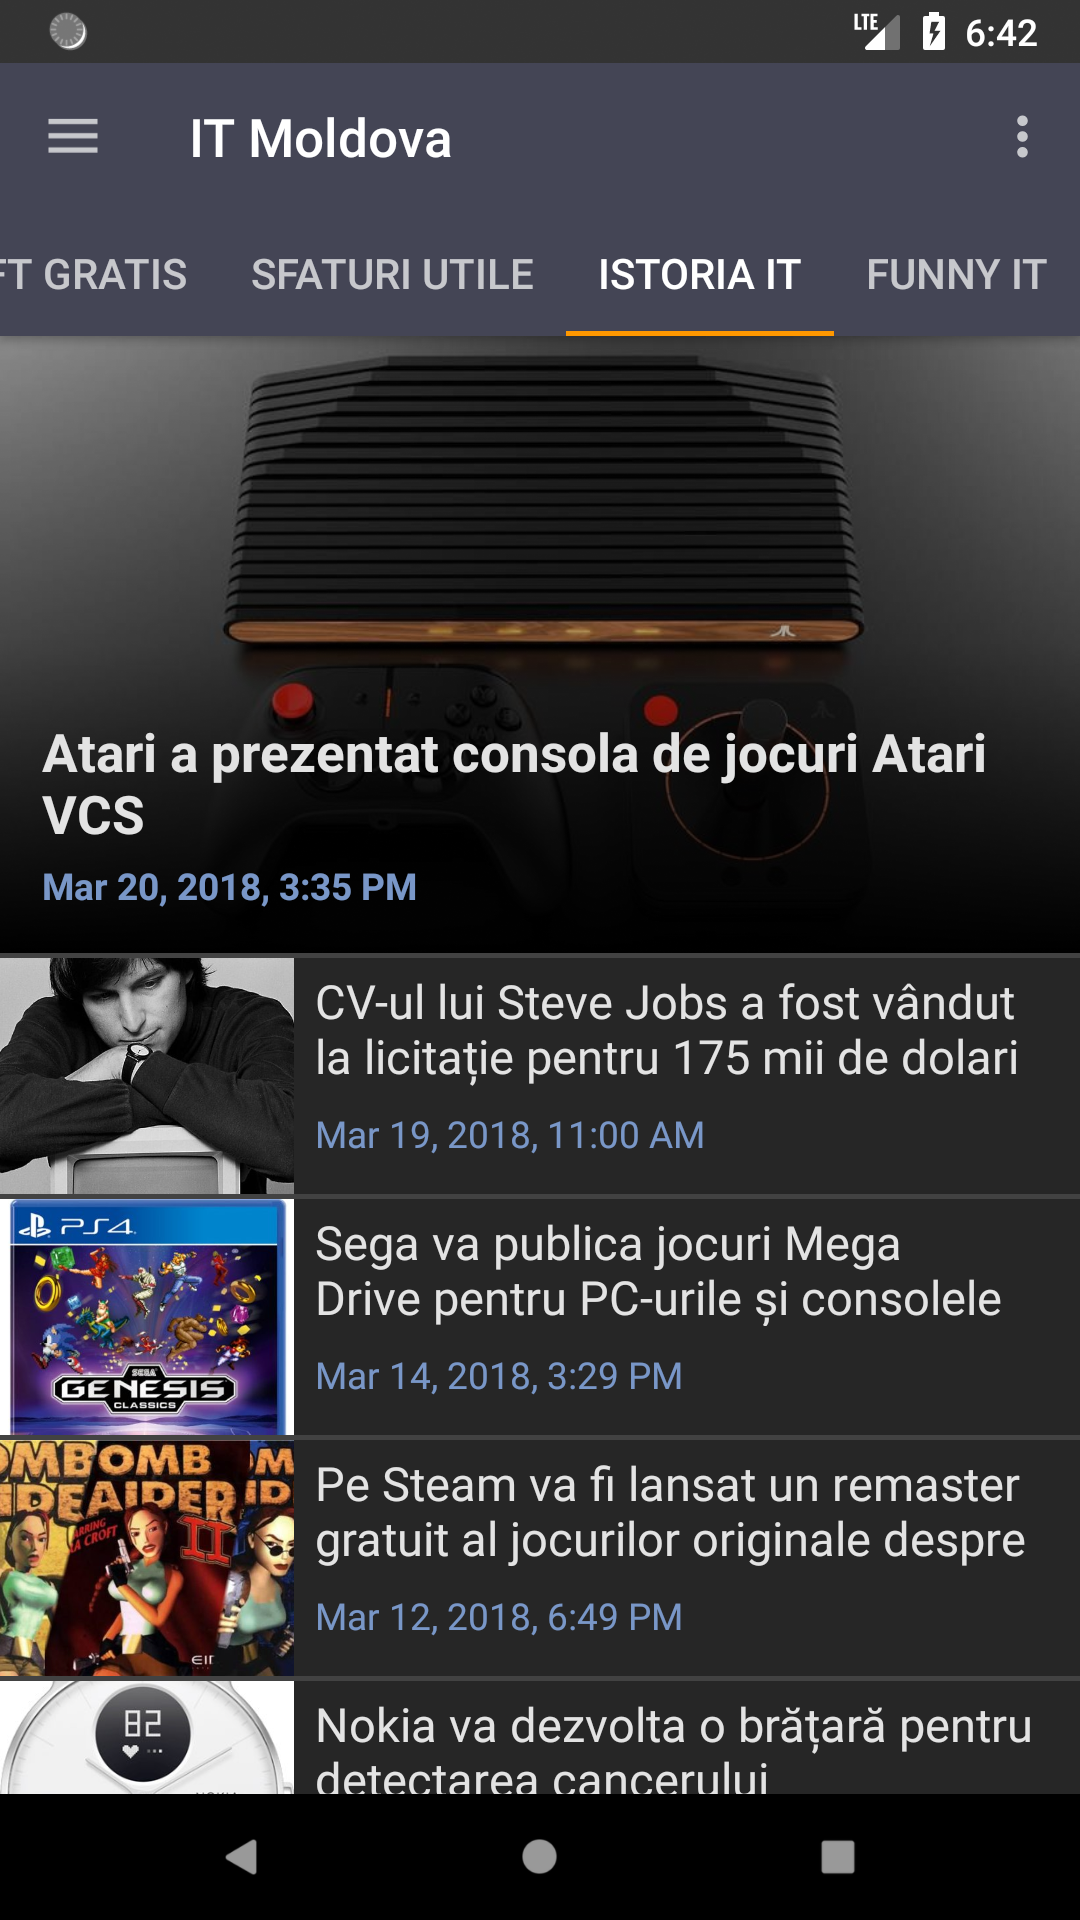 LTE 6:42
IT Moldova
FT GRATIS SFATURI UTILE ISTORIA IT FUNNY IT
Atari a prezentat consola de jocuri Atari
VCS
Mar 20, 2018, 3:35 PM
CV-ul lui Steve Jobs a fost vândut
la licitație pentru 175 mii de dolari
Mar 19, 2018, 11:00 AM
PS4
SEGA
GENESIS
CLASSICS
Sega va publica jocuri Mega
Drive pentru PC-urile și consolele
Mar 14, 2018, 3:29 PM
OMBOMB
AIDER
II
Pe Steam va fi lansat un remaster
gratuit al jocurilor originale despre
Mar 12, 2018, 6:49 PM
82
Nokia va dezvolta o brățară pentru
detectarea cancerului